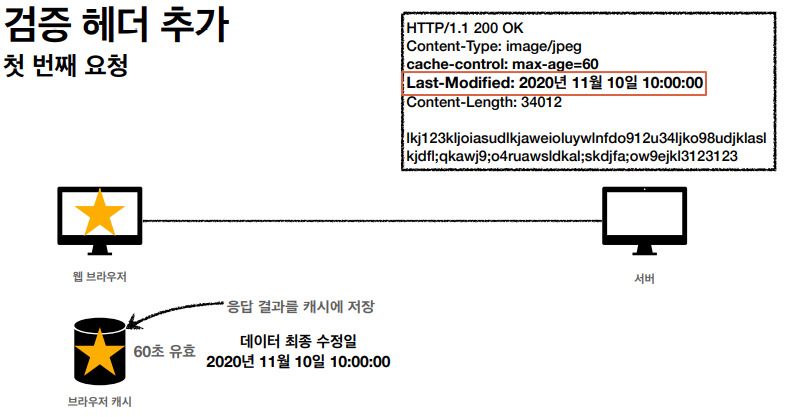 검증 헤더 추가
첫 번째 요청
HTTP/1.1 200 OK
Content-Type: image/jpeg
cache-control: max-age=60
Last-Modified: 2020년 11월 10일 10:00:00
Content-Length: 34012
lkj123kljoiasudlkjaweioluywlnfdo912u34ljko98udjklasl
kjdfl;qkawj9;o4ruawsldkal;skdjfa;ow9ejkl3123123
웹 브라우저
서버
응답 결과를 캐시에 저장
60초 유효
데이터 최종 수정일
2020년 11월 10일 10:00:00
브라우저 캐시